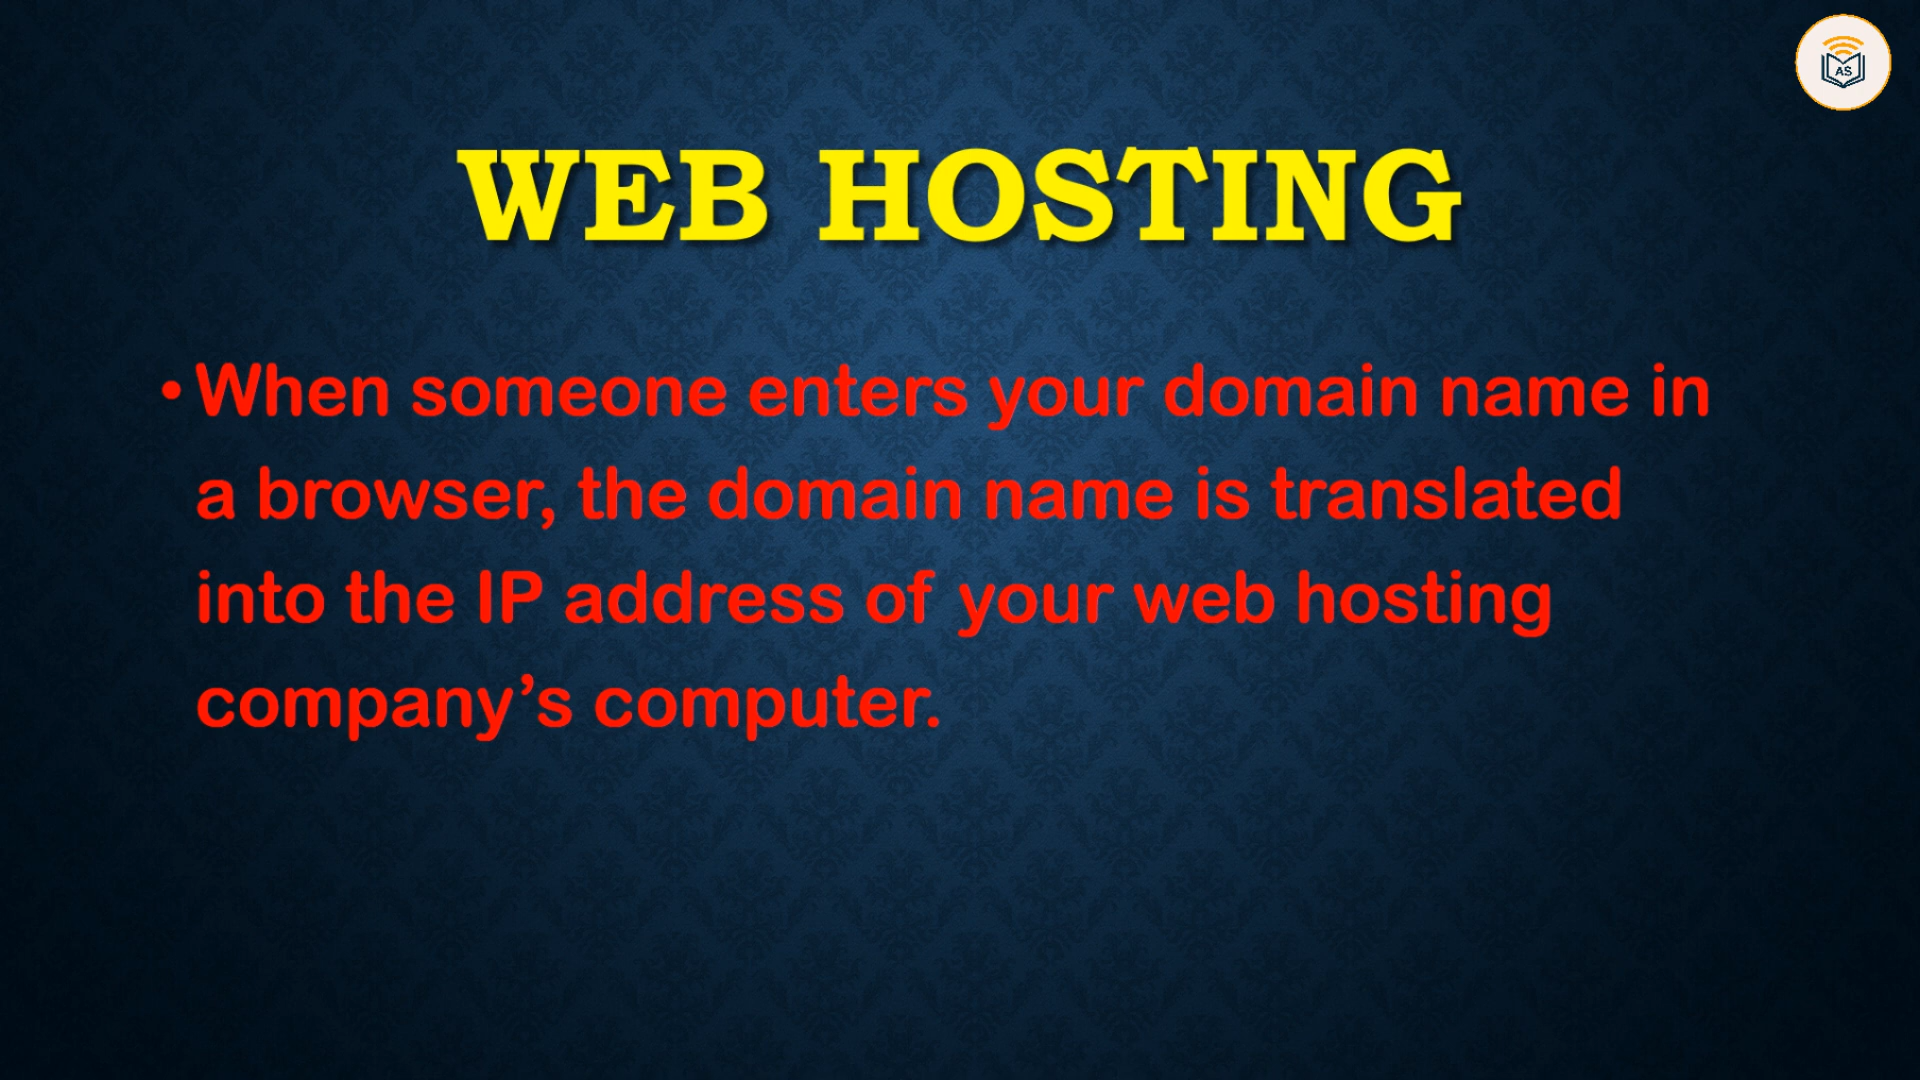 AS
WEB HOSTING
• When someone enters your domain name in
a browser, the domain name is translated
into the IP address of your web hosting
company’s computer.